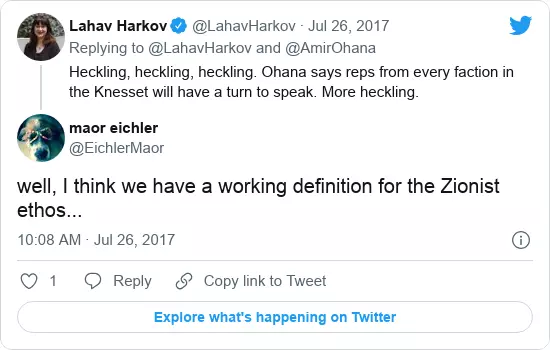 Lahav Harkov @LahavHarkov · Jul 26, 2017
Replying to @LahavHarkov and @AmirOhana
Heckling, heckling, heckling. Ohana says reps from every faction in
the Knesset will have a turn to speak. More heckling.
maor eichler
@EichlerMaor
well, I think we have a working definition for the Zionist
ethos...
10:08 AM · Jul 26, 2017
1 Reply Copy link to Tweet
Explore what's happening on Twitter